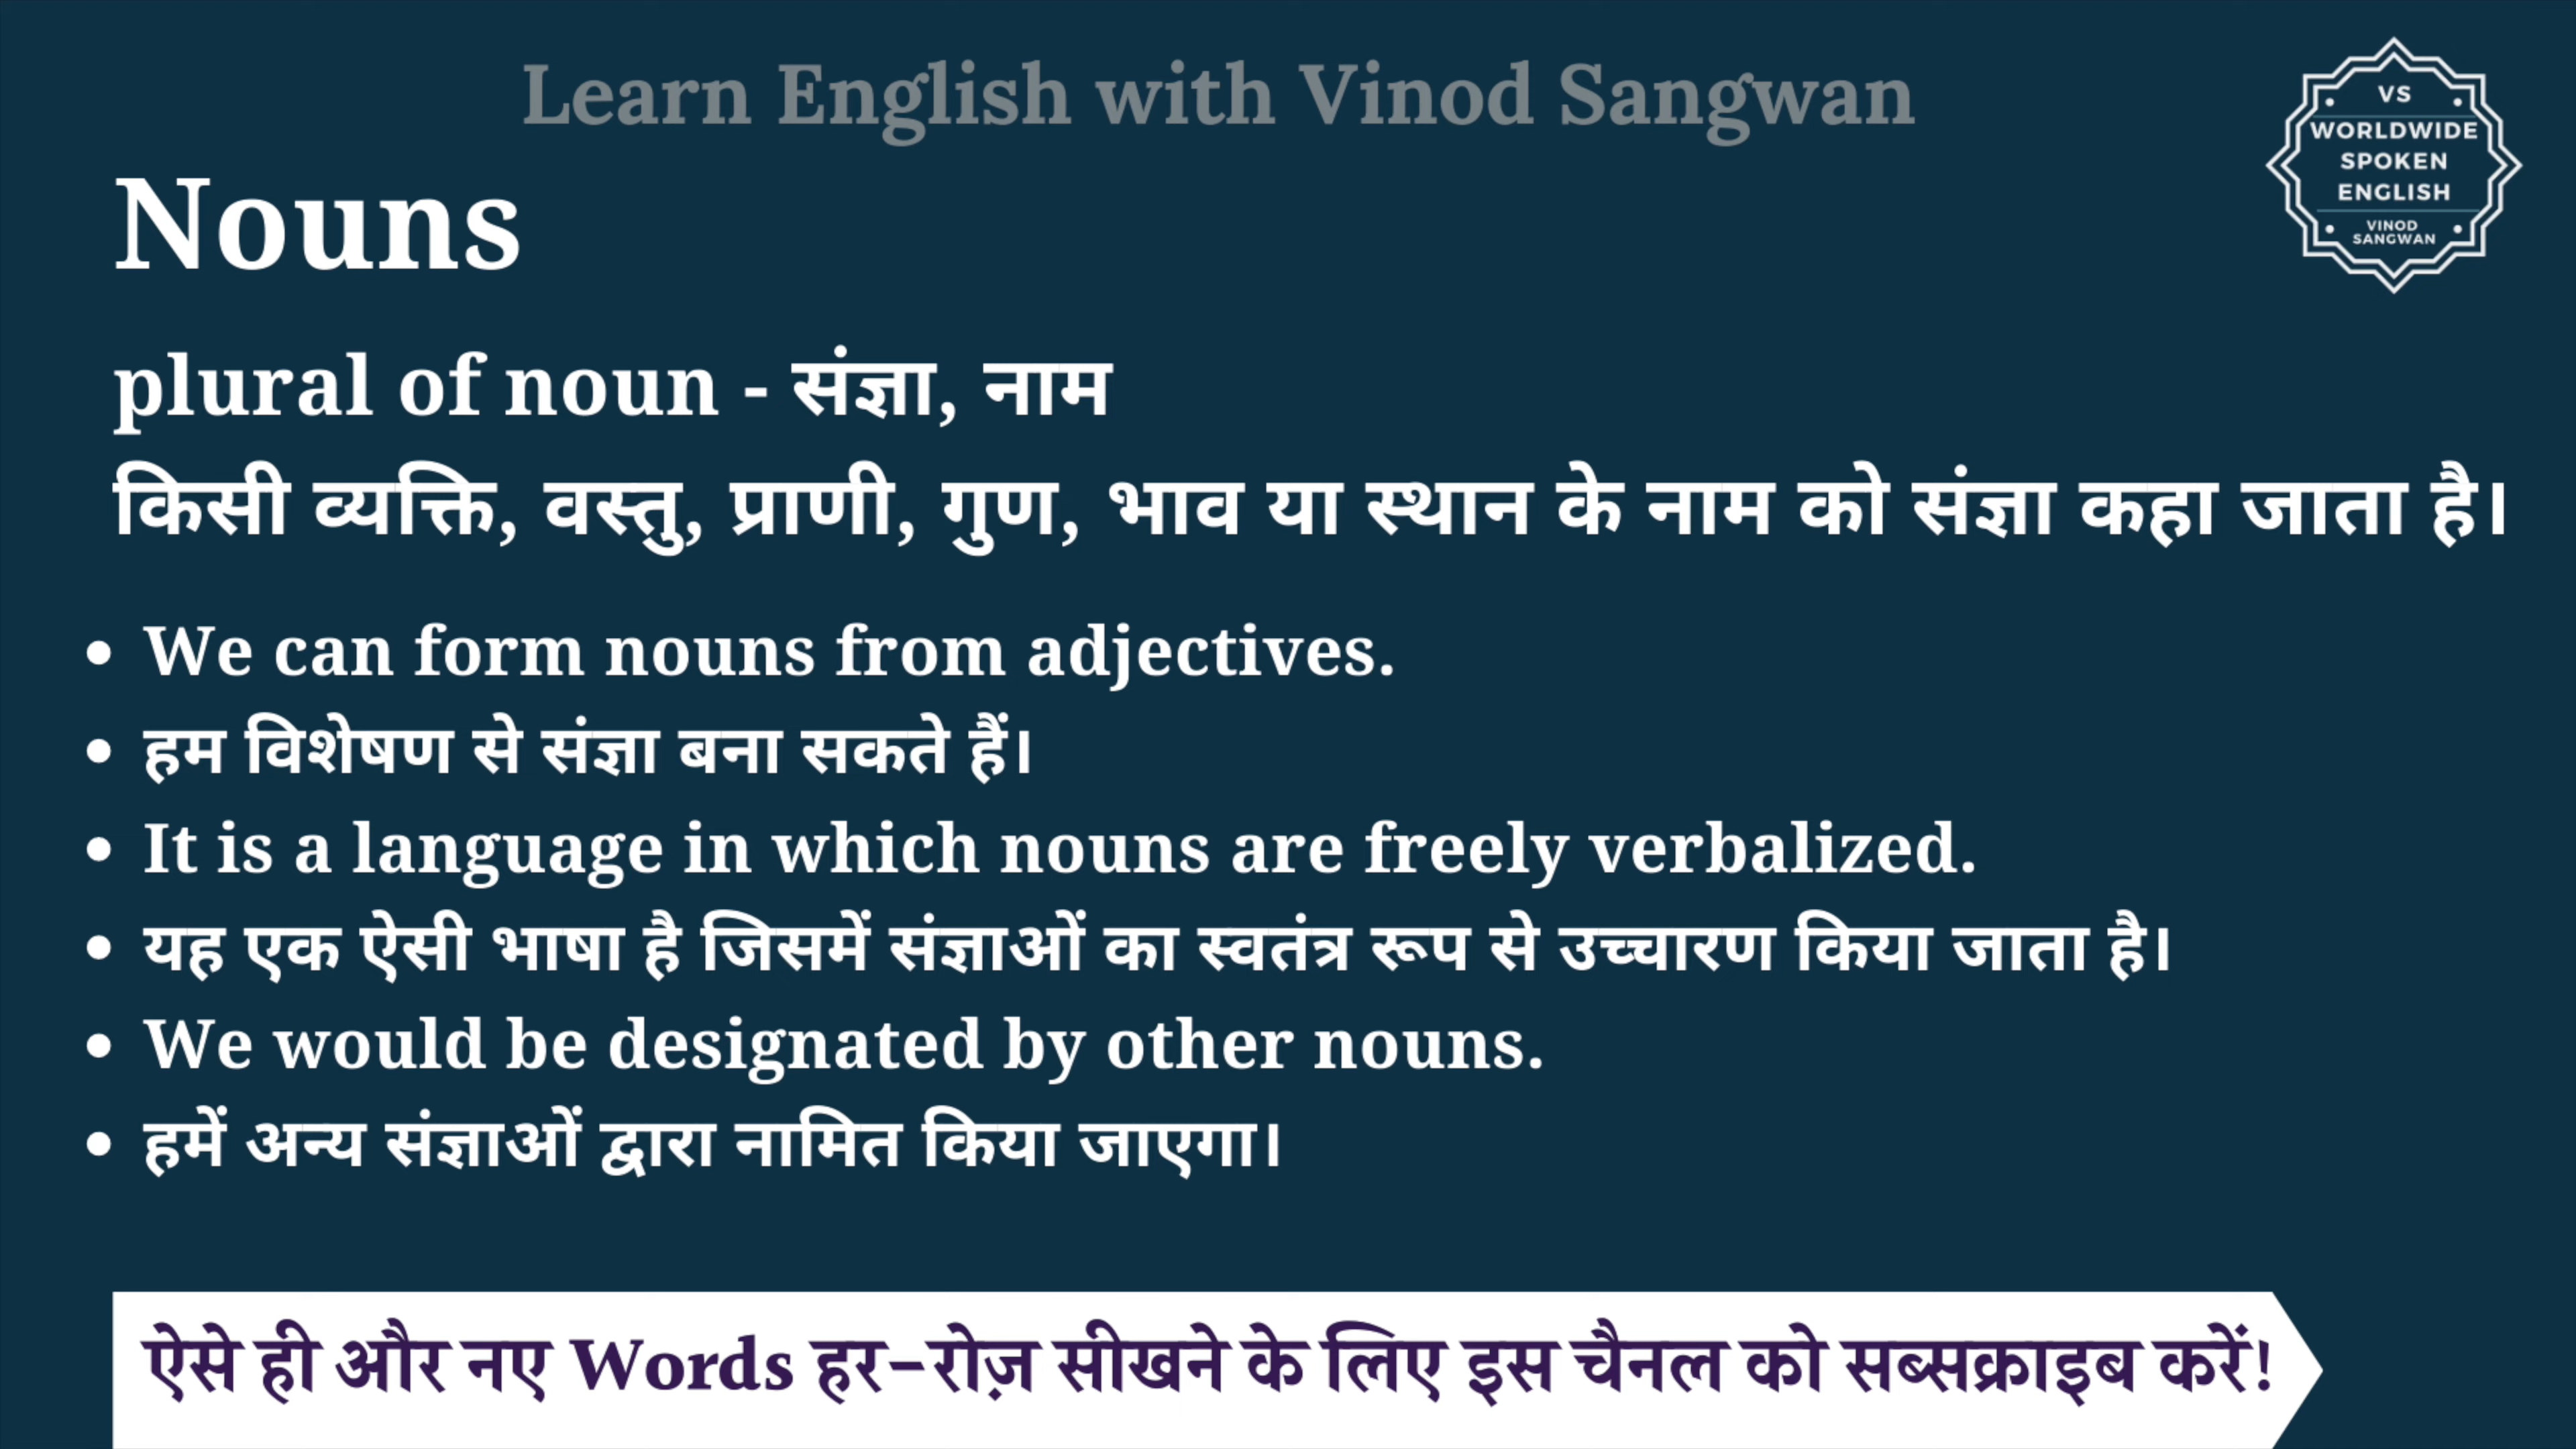 Learn English with Vinod Sangwan
VS
WORLDWIDE
SPOKEN
ENGLISH
VINOD
SANGWAN
Nouns
plural of noun - संज्ञा, नाम
किसी व्यक्ति, वस्तु, प्राणी, गुण, भाव या स्थान के नाम को संज्ञा कहा जाता है।
• We can form nouns from adjectives.
• हम विशेषण से संज्ञा बना सकते हैं।
• It is a language in which nouns are freely verbalized.
• यह एक ऐसी भाषा है जिसमें संज्ञाओं का स्वतंत्र रूप से उच्चारण किया जाता है।
• We would be designated by other nouns.
• हमें अन्य संज्ञाओं द्वारा नामित किया जाएगा।
ऐसे ही और नए Words हर-रोज़ सीखने के लिए इस चैनल को सब्सक्राइब करें!